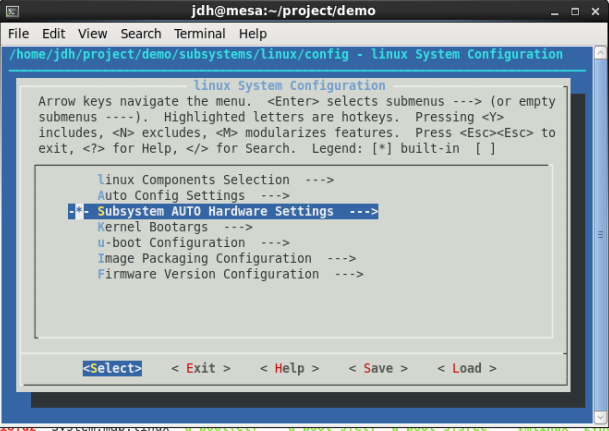 jdh@mesa:~/project/demo
File Edit View Search Terminal Help
/home/jdh/project/demo/subsystems/linux/config - linux System Configuration
linux System Configuration
Arrow keys navigate the menu. <Enter> selects submenus ---> (or empty
submenus ----). Highlighted letters are hotkeys. Pressing <Y>
includes, <N> excludes, <M> modularizes features. Press <Esc><Esc> to
exit, <?> for Help, </> for Search. Legend: [*] built-in [ ]
linux Components Selection --->
Auto Config Settings --->
-*- Subsystem AUTO Hardware Settings --->
Kernel Bootargs --->
u-boot Configuration --->
Image Packaging Configuration --->
Firmware Version Configuration --->
<Select> < Exit > < Help > < Save > < Load >